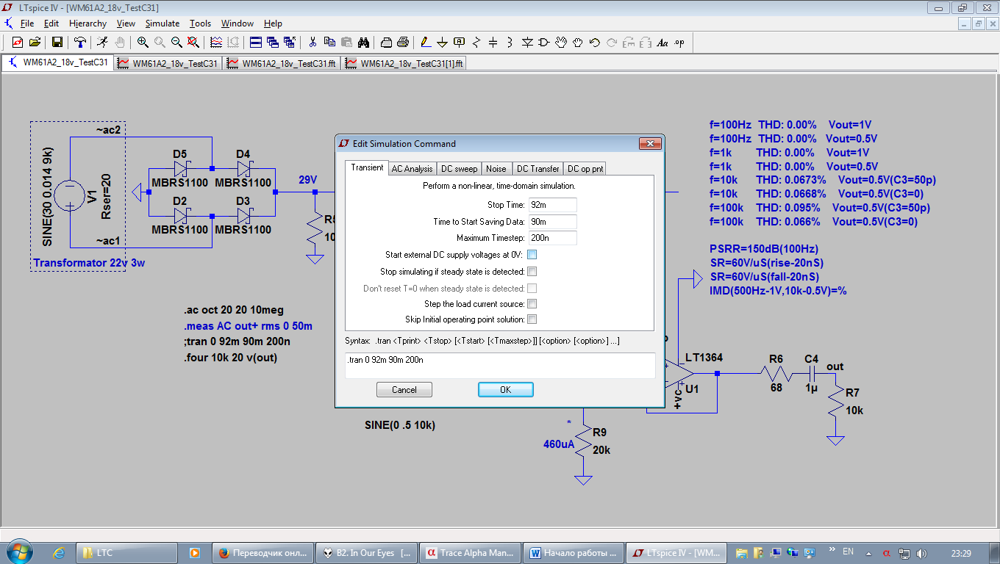 LTspice IV - [WM61A2_18v_TestC31]
File Edit Hierarchy View Simulate Tools Window Help
Aa .op
WM61A2_18v_TestC31 WM61A2_18v_TestC31 WM61A2_18v_TestC31.fft WM61A2_18v_TestC31[1].fft
~ac2
SINE(30 0.014 9k)
V1
Rser=20
D5 D4
MBRS1100 MBRS1100
D2 D3
MBRS1100 MBRS1100
~ac1
Transformator 22v 3w
29V
.ac oct 20 20 10meg
.meas AC out+ rms 0 50m
;tran 0 92m 90m 200n
.four 10k 20 v(out)
Edit Simulation Command
Transient AC Analysis DC sweep Noise DC Transfer DC op pnt
Perform a non-linear, time-domain simulation.
Stop Time: 92m
Time to Start Saving Data: 90m
Maximum Timestep: 200n
Start external DC supply voltages at 0V:
Stop simulating if steady state is detected:
Don't reset T=0 when steady state is detected:
Step the load current source:
Skip Initial operating point solution:
Syntax: .tran <Tprint> <Tstop> [<Tstart> [<Tmaxstep>]] [<option> [<option>] ...]
.tran 0 92m 90m 200n
Cancel OK
f=100Hz THD: 0.00% Vout=1V
f=100Hz THD: 0.00% Vout=0.5V
f=1k THD: 0.00% Vout=1V
f=1k THD: 0.00% Vout=0.5V
f=10k THD: 0.0673% Vout=0.5V(C3=50p)
f=10k THD: 0.0668% Vout=0.5V(C3=0)
f=100k THD: 0.095% Vout=0.5V(C3=50p)
f=100k THD: 0.066% Vout=0.5V(C3=0)
PSRR=150dB(100Hz)
SR=60V/uS(rise-20nS)
SR=60V/uS(fall-20nS)
IMD(500Hz-1V,10k-0.5V)=%
LT1364
U1
+vc
R6
68
C4
1µ
out
R7
10k
SINE(0 .5 10k)
*
460uA
R9
20k
LTC Переводчик онл... B2. In Our Eyes [... Trace Alpha Man... Начало работы ... LTspice IV - [WM... EN 23:29